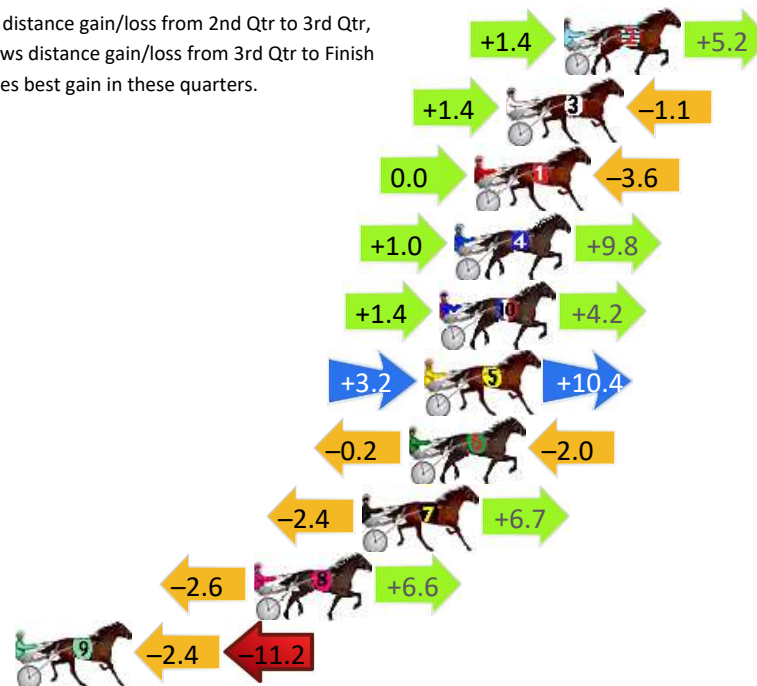 distance gain/loss from 2nd Qtr to 3rd Qtr,
ws distance gain/loss from 3rd Qtr to Finish
es best gain in these quarters.
+1.4 2 +5.2
+1.4 3 –1.1
0.0 1 –3.6
+1.0 4 +9.8
+1.4 10 +4.2
+3.2 5 +10.4
–0.2 6 –2.0
–2.4 7 +6.7
–2.6 8 +6.6
9 –2.4 –11.2